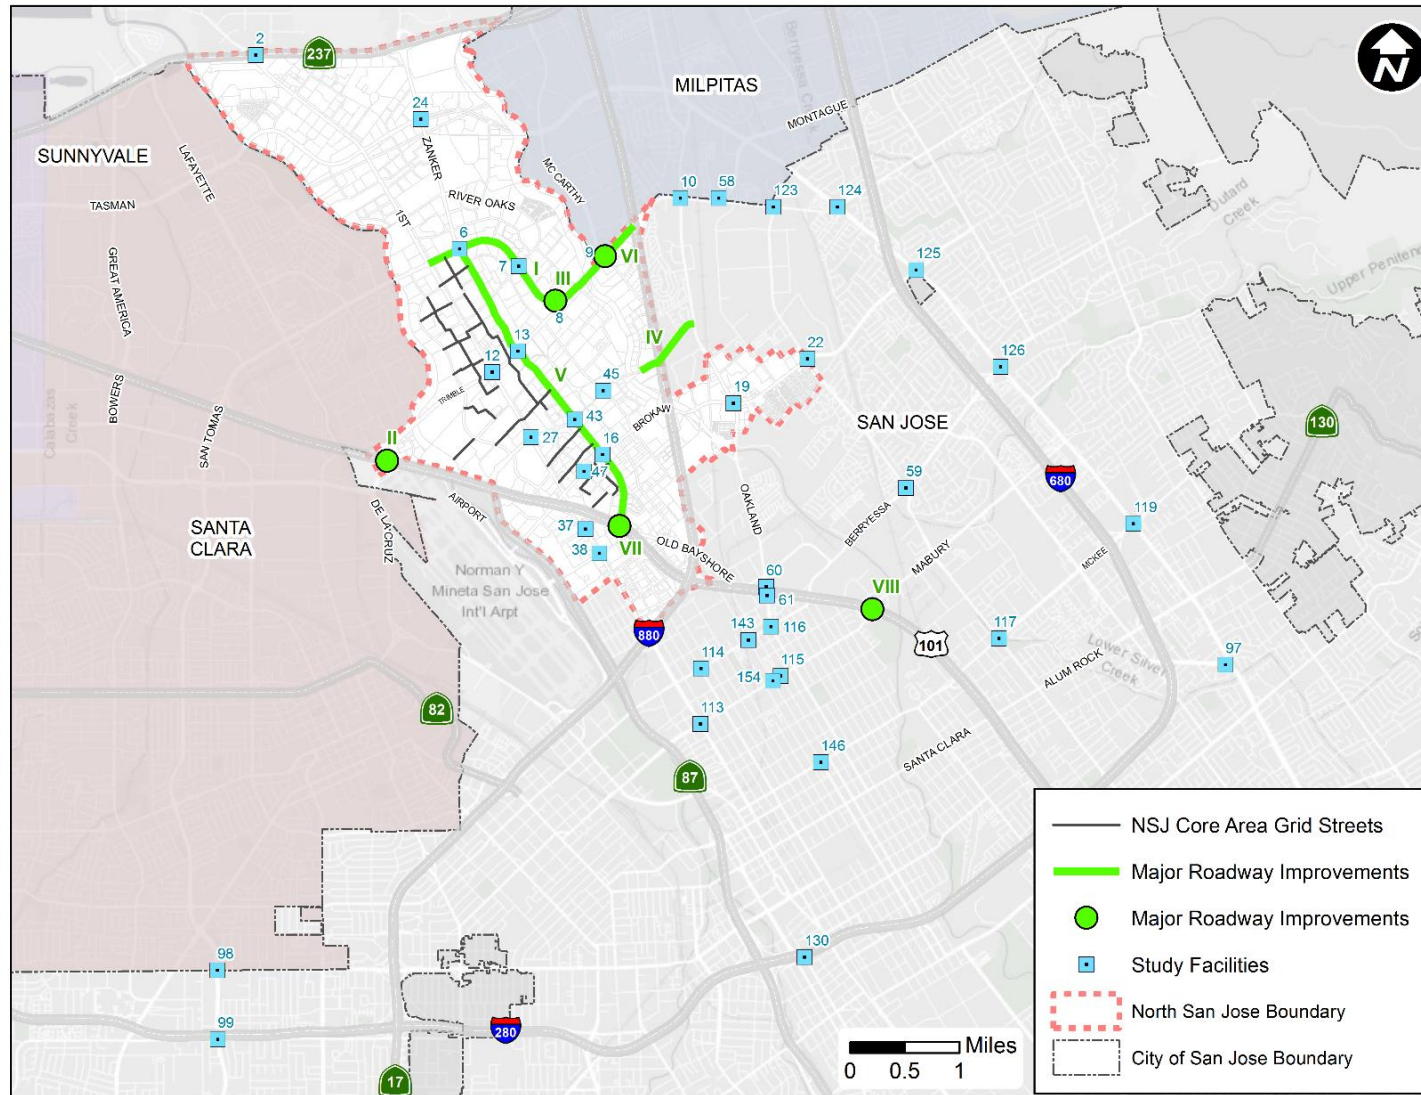 2
237
MILPITAS
Berryessa
Creek
N
24
MONTAGUE
SUNNYVALE
LAFAYETTE
ZANKER
MC CARTHY
TASMAN
RIVER OAKS
10
58
123
124
1ST
Dutard
Creek
6
9
VI
GREAT AMERICA
7
I
III
125
Upper
8
13
IV
22
12
V
126
45
BOWERS
TRIMBLE
19
Calabazas
Creek
SAN TOMAS
43
BROKAW
SAN JOSE
130
27
16
II
47
680
59
AIRPORT
OAKLAND
DE LA CRUZ
SANTA
CLARA
37
VII
BERRYESSA
119
38
OLD BAYSHORE
MABURY
MCKEE
Norman Y
Mineta San Jose
Int'l Arpt
60
61
VIII
880
143
116
101
117
Lower Silver
Creek
97
114
115
154
ALUM ROCK
82
113
SANTA CLARA
146
87
NSJ Core Area Grid Streets
Major Roadway Improvements
Major Roadway Improvements
130
Study Facilities
98
North San Jose Boundary
99
280
Miles
0 0.5 1
City of San Jose Boundary
17